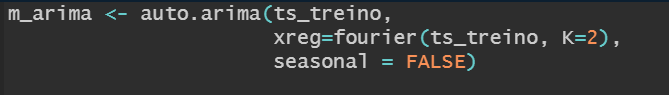 m_arima <- auto.arima(ts_treino,
                      xreg=fourier(ts_treino, K=2),
                      seasonal = FALSE)